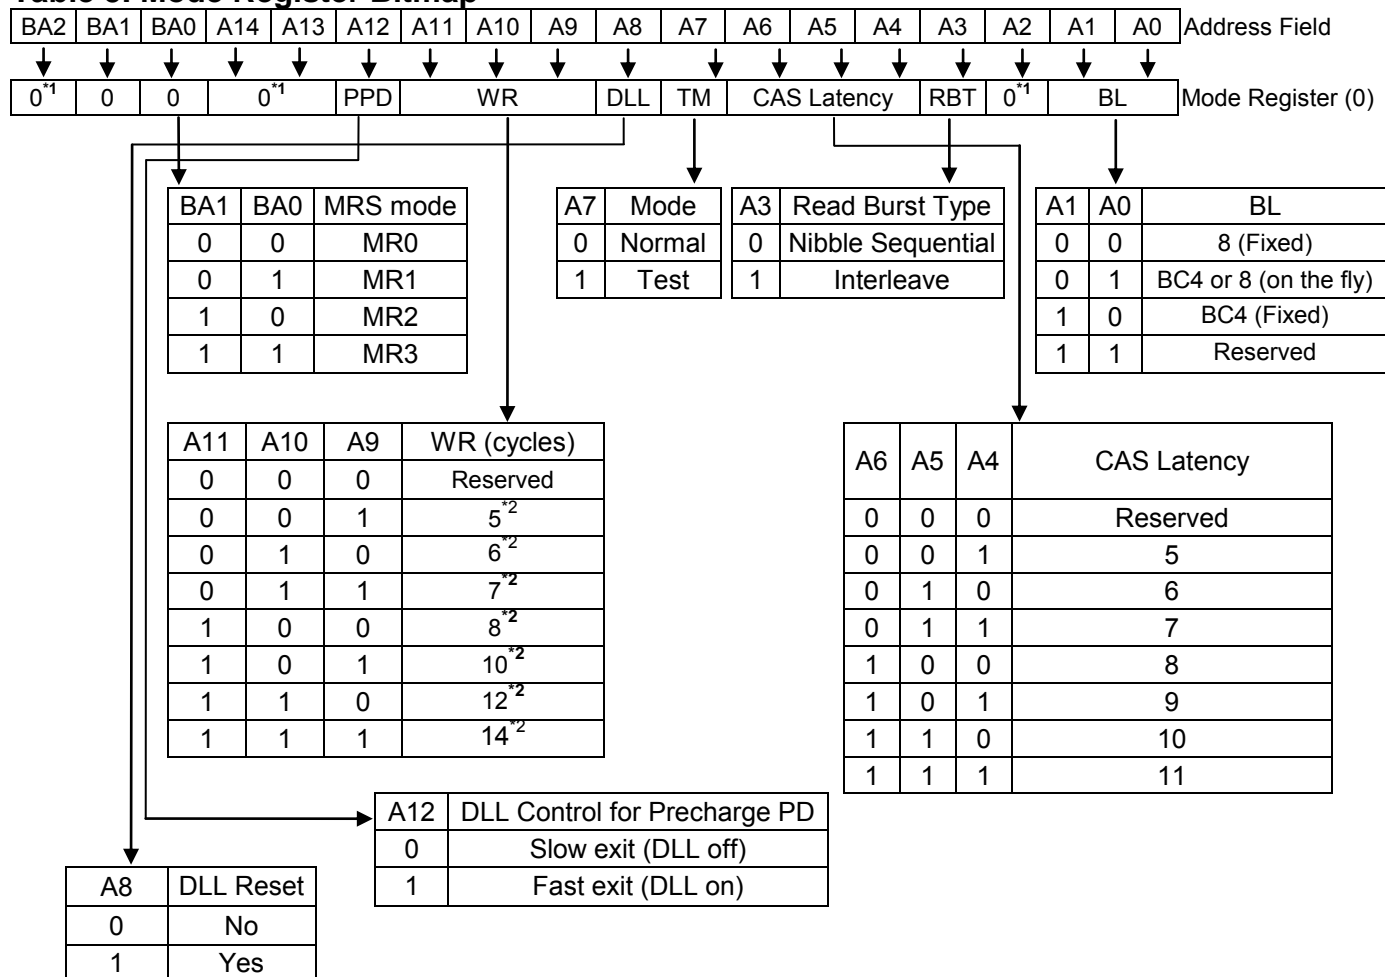 BA2 BA1 BA0 A14 A13 A12 A11 A10 A9 A8 A7 A6 A5 A4 A3 A2 A1 A0 Address Field
0*1 0 0 0*1 PPD WR DLL TM CAS Latency RBT 0*1 BL Mode Register (0)
BA1 BA0 MRS mode
0 0 MR0
0 1 MR1
1 0 MR2
1 1 MR3
A7 Mode
0 Normal
1 Test
A3 Read Burst Type
0 Nibble Sequential
1 Interleave
A1 A0 BL
0 0 8 (Fixed)
0 1 BC4 or 8 (on the fly)
1 0 BC4 (Fixed)
1 1 Reserved
A11 A10 A9 WR (cycles)
0 0 0 Reserved
0 0 1 5*2
0 1 0 6*2
0 1 1 7*2
1 0 0 8*2
1 0 1 10*2
1 1 0 12*2
1 1 1 14*2
A6 A5 A4 CAS Latency
0 0 0 Reserved
0 0 1 5
0 1 0 6
0 1 1 7
1 0 0 8
1 0 1 9
1 1 0 10
1 1 1 11
A12 DLL Control for Precharge PD
0 Slow exit (DLL off)
1 Fast exit (DLL on)
A8 DLL Reset
0 No
1 Yes